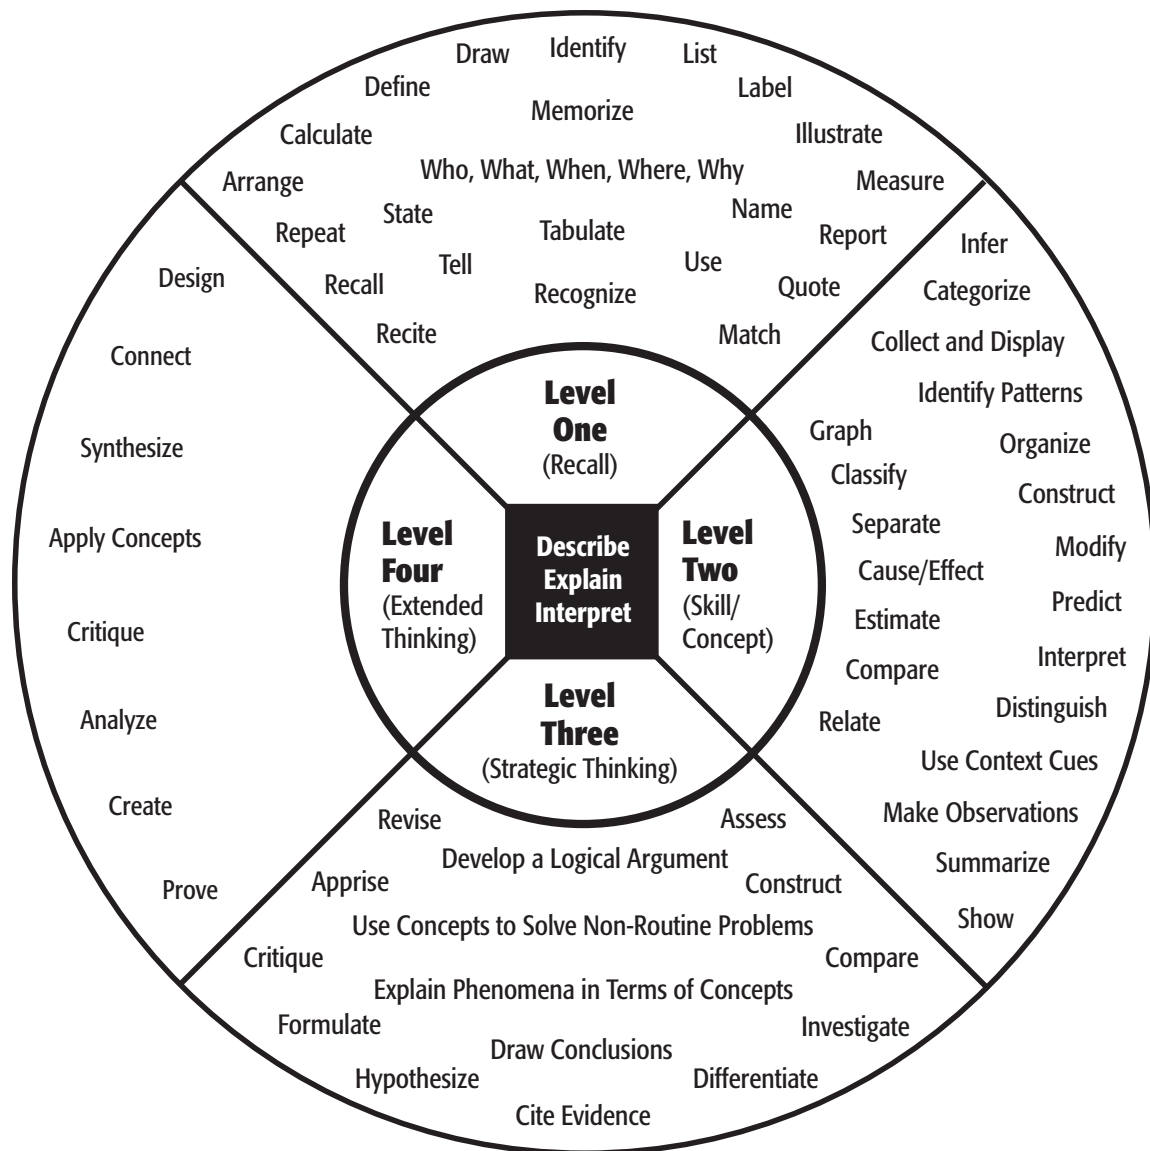 Draw
Identify
List
Define
Label
Memorize
Calculate
Illustrate
Who, What, When, Where, Why
Arrange
Measure
State
Name
Repeat
Tabulate
Report
Tell
Use
Recall
Recognize
Quote
Recite
Match
Level
One
(Recall)
Infer
Categorize
Collect and Display
Identify Patterns
Graph
Organize
Classify
Construct
Separate
Modify
Cause/Effect
Predict
Estimate
Interpret
Compare
Distinguish
Relate
Use Context Cues
Make Observations
Summarize
Show
Level
Two
(Skill/
Concept)
Describe
Explain
Interpret
Level
Three
(Strategic Thinking)
Revise
Assess
Develop a Logical Argument
Apprise
Construct
Use Concepts to Solve Non-Routine Problems
Critique
Compare
Explain Phenomena in Terms of Concepts
Formulate
Investigate
Draw Conclusions
Hypothesize
Differentiate
Cite Evidence
Level
Four
(Extended
Thinking)
Design
Connect
Synthesize
Apply Concepts
Critique
Analyze
Create
Prove